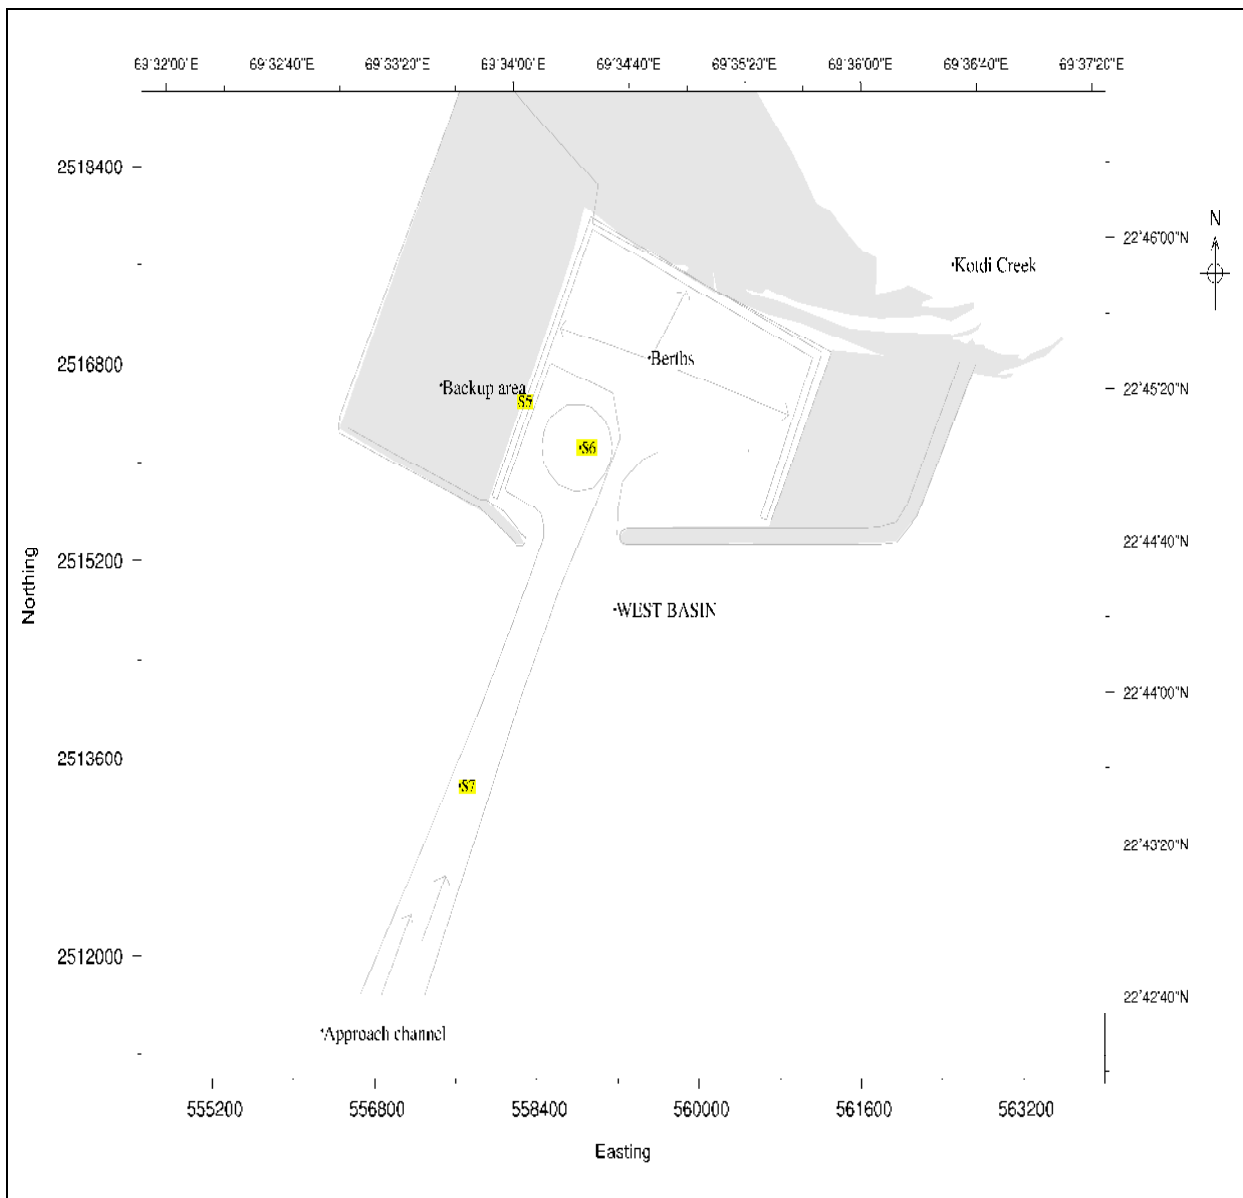 69°32'00"E 69°32'40"E 69°33'20"E 69°34'00"E 69°34'40"E 69°35'20"E 69°36'00"E 69°36'40"E 69°37'20"E
2518400
N
22°46'00"N
Kotdi Creek
2516800
Berths
Backup area
22°45'20"N
S5
S6
22°44'40"N
2515200
Northing
WEST BASIN
22°44'00"N
2513600
S7
22°43'20"N
2512000
22°42'40"N
Approach channel
555200 556800 558400 560000 561600 563200
Easting